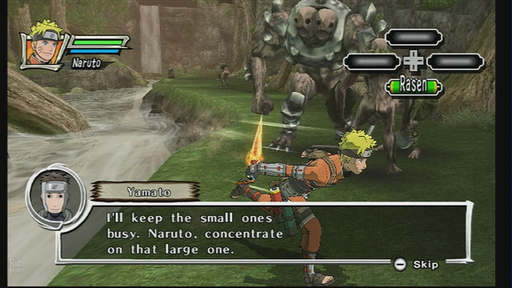 Naruto
Rasen
Yamato
I'll keep the small ones
busy. Naruto, concentrate
on that large one.
Skip